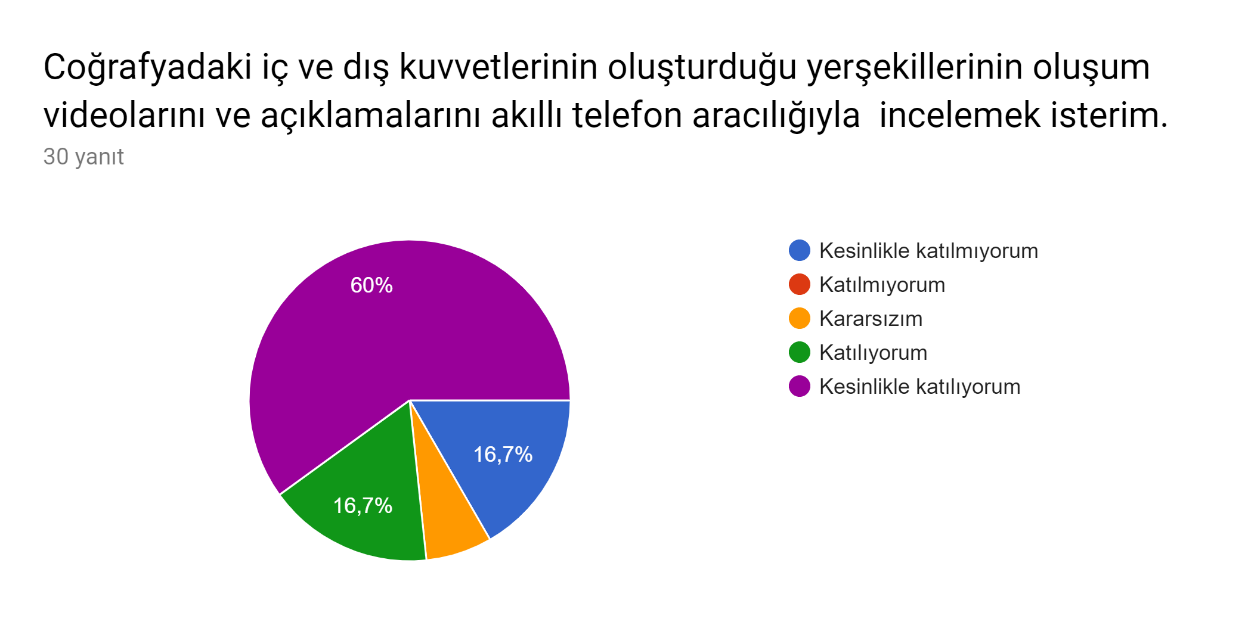 Coğrafyadaki iç ve dış kuvvetlerinin oluşturduğu yerşekillerinin oluşum
videolarını ve açıklamalarını akıllı telefon aracılığıyla  incelemek isterim.
30 yanıt
60%
16,7%
16,7%
Kesinlikle katılmıyorum
Katılmıyorum
Kararsızım
Katılıyorum
Kesinlikle katılıyorum